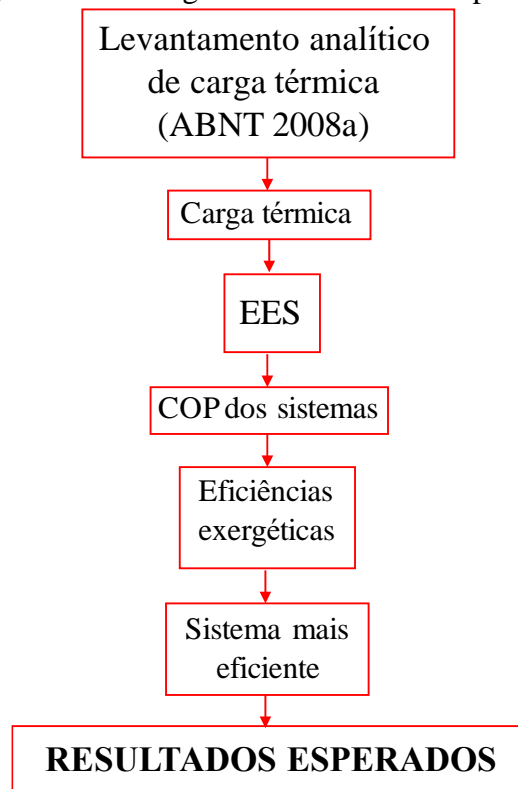 Levantamento analítico
de carga térmica
(ABNT 2008a)
Carga térmica
EES
COP dos sistemas
Eficiências
exergéticas
Sistema mais
eficiente
RESULTADOS ESPERADOS